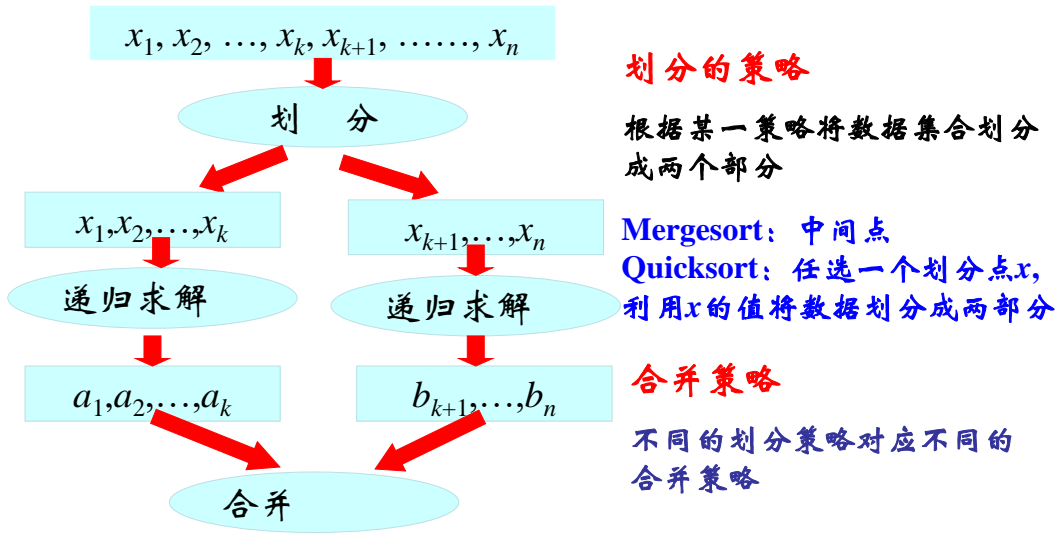 x1, x2, …, xk, xk+1, ……, xn
划 分
x1,x2,…,xk
xk+1,…,xn
递归求解
递归求解
a1,a2,…,ak
bk+1,…,bn
合并
划分的策略
根据某一策略将数据集合划分
成两个部分
Mergesort：中间点
Quicksort：任选一个划分点x,
利用x的值将数据划分成两部分
合并策略
不同的划分策略对应不同的
合并策略